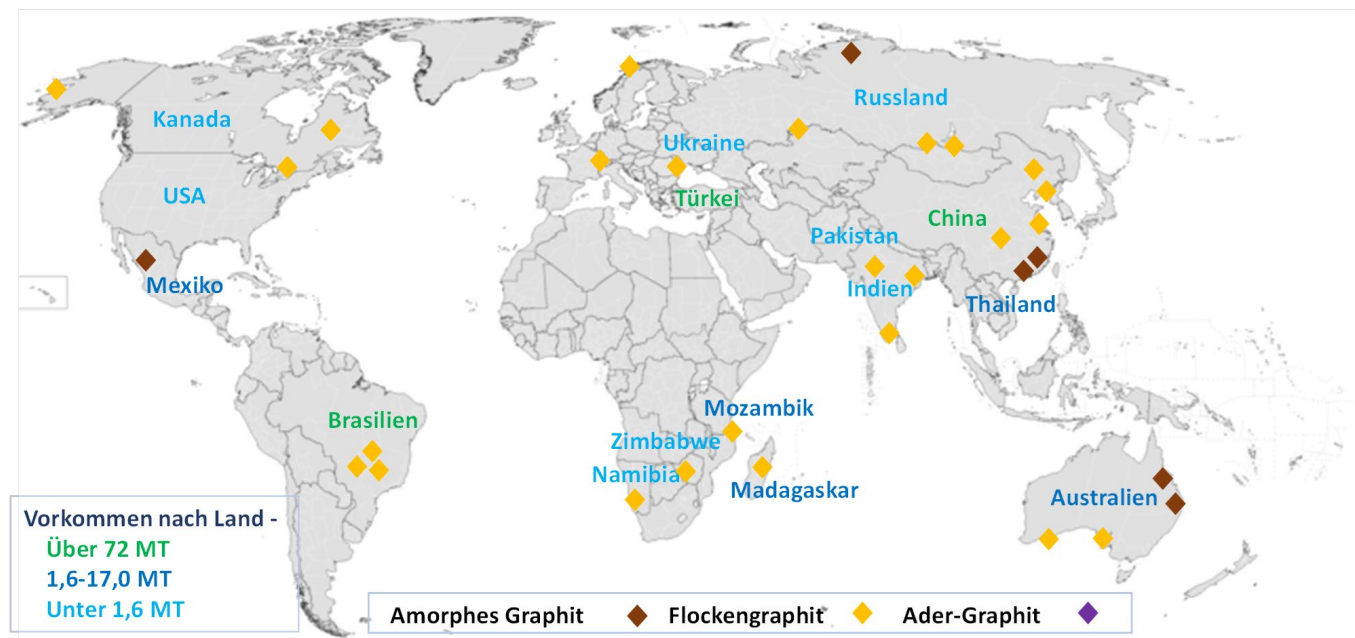 Russland
Kanada
Ukraine
USA
Türkei
China
Pakistan
Mexiko
Indien
Thailand
Mozambik
Brasilien
Zimbabwe
Namibia
Madagaskar
Australien
Vorkommen nach Land -
Über 72 MT
1,6-17,0 MT
Unter 1,6 MT
Amorphes Graphit Flockengraphit Ader-Graphit